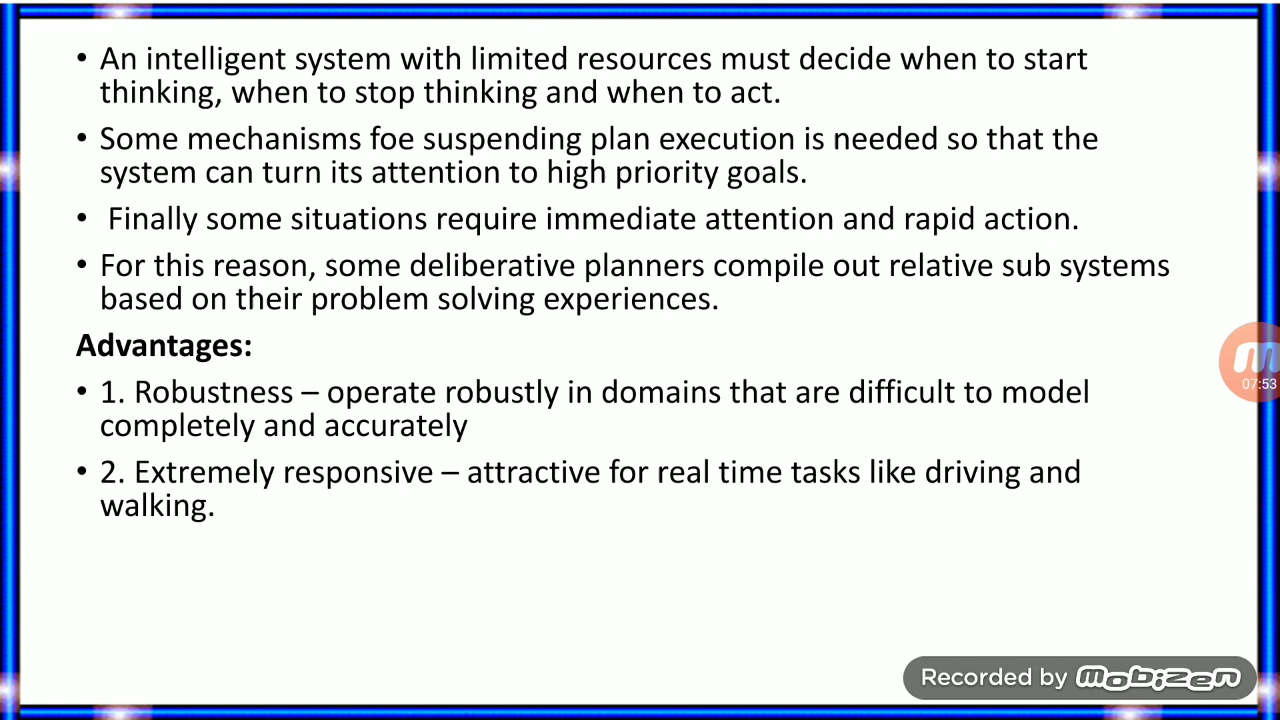 • An intelligent system with limited resources must decide when to start
thinking, when to stop thinking and when to act.
• Some mechanisms foe suspending plan execution is needed so that the
system can turn its attention to high priority goals.
• Finally some situations require immediate attention and rapid action.
• For this reason, some deliberative planners compile out relative sub systems
based on their problem solving experiences.
Advantages:
• 1. Robustness – operate robustly in domains that are difficult to model
completely and accurately
• 2. Extremely responsive – attractive for real time tasks like driving and
walking.
07:53
Recorded by mobizen